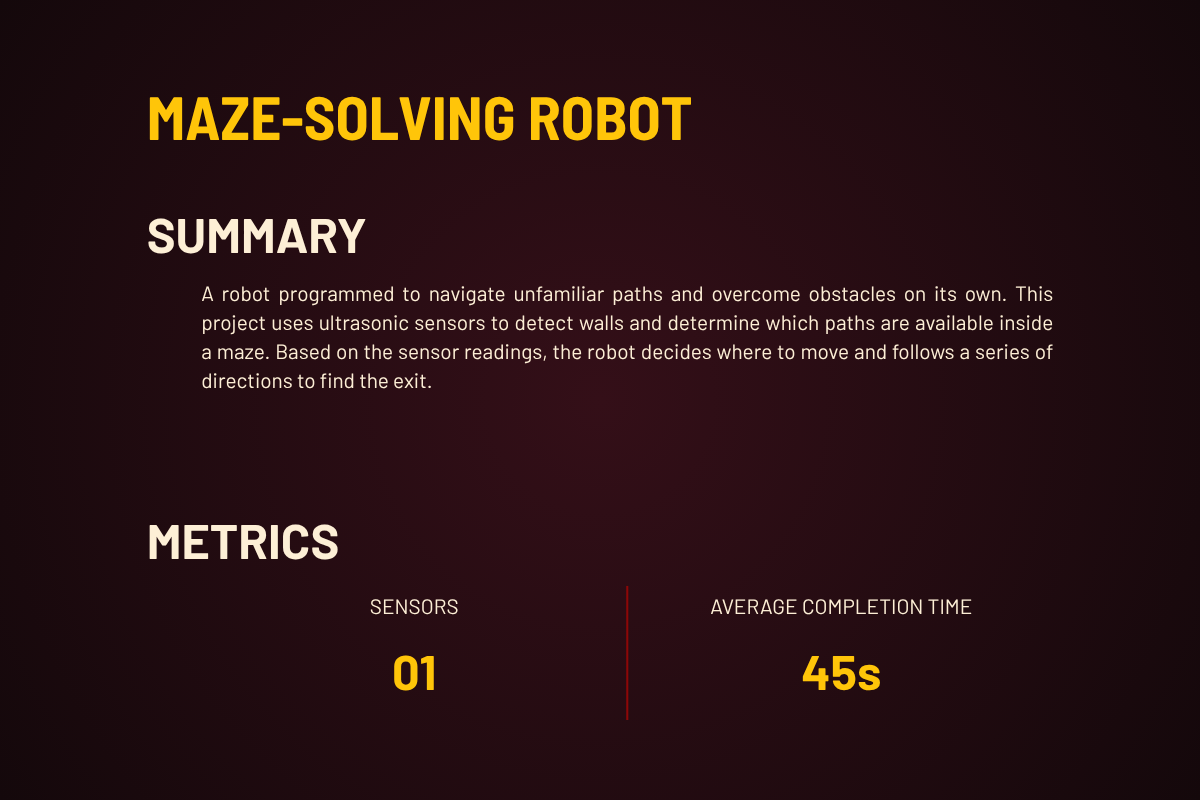 MAZE-SOLVING ROBOT
SUMMARY
A robot programmed to navigate unfamiliar paths and overcome obstacles on its own. This
project uses ultrasonic sensors to detect walls and determine which paths are available inside
a maze. Based on the sensor readings, the robot decides where to move and follows a series of
directions to find the exit.
METRICS
SENSORS
01
AVERAGE COMPLETION TIME
45s